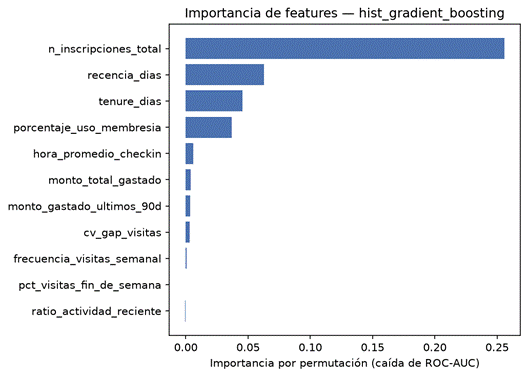 Importancia de features — hist_gradient_boosting
n_inscripciones_total
recencia_dias
tenure_dias
porcentaje_uso_membresia
hora_promedio_checkin
monto_total_gastado
monto_gastado_ultimos_90d
cv_gap_visitas
frecuencia_visitas_semanal
pct_visitas_fin_de_semana
ratio_actividad_reciente
0.00 0.05 0.10 0.15 0.20 0.25
Importancia por permutación (caída de ROC-AUC)